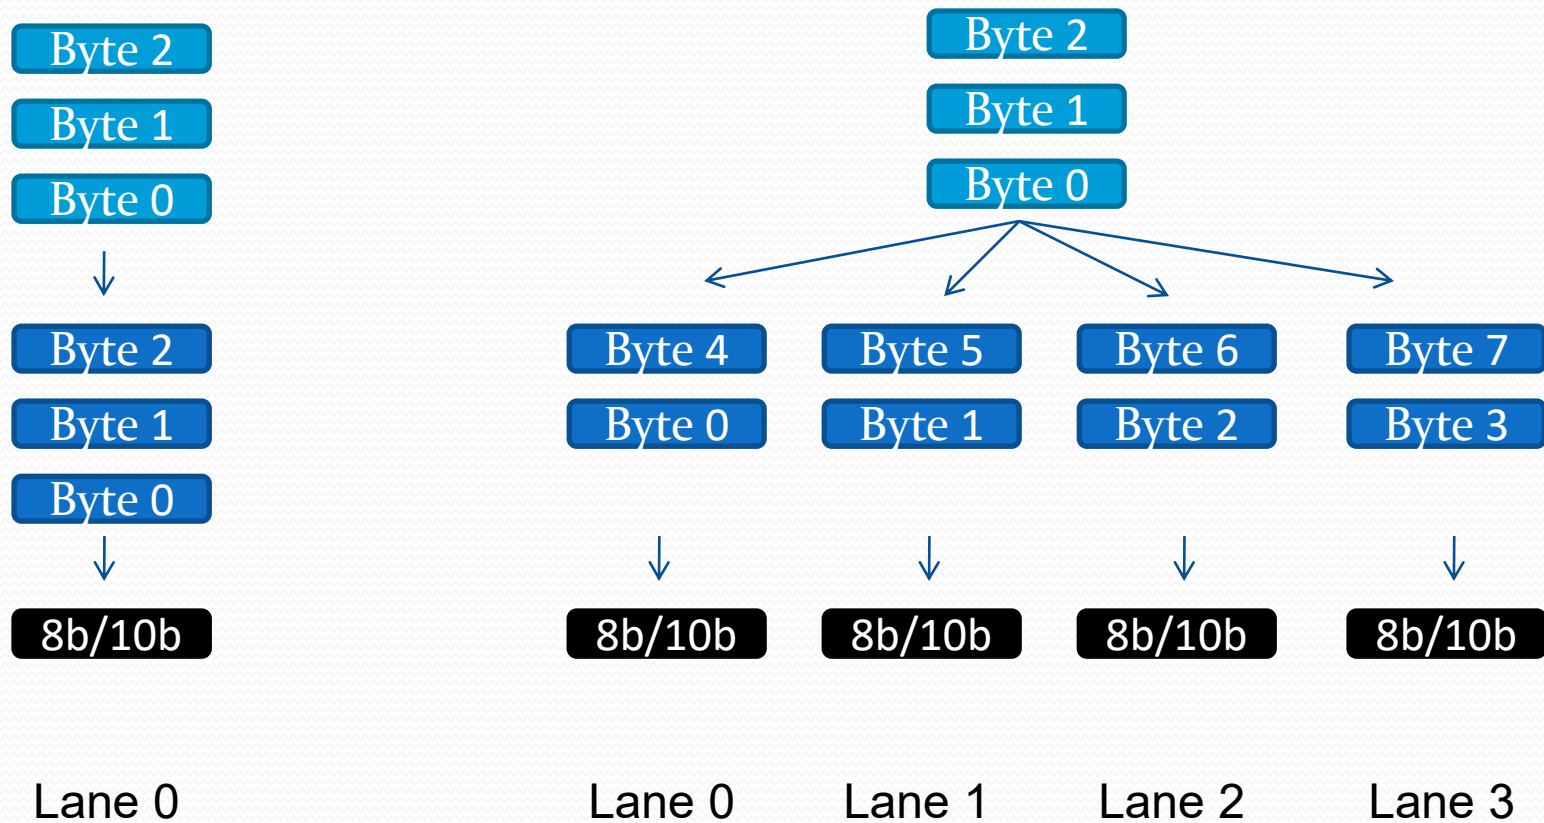 Byte 2
Byte 1
Byte 0
Byte 2
Byte 1
Byte 0
8b/10b
Lane 0
Byte 2
Byte 1
Byte 0
Byte 4 Byte 5 Byte 6 Byte 7
Byte 0 Byte 1 Byte 2 Byte 3
8b/10b 8b/10b 8b/10b 8b/10b
Lane 0 Lane 1 Lane 2 Lane 3